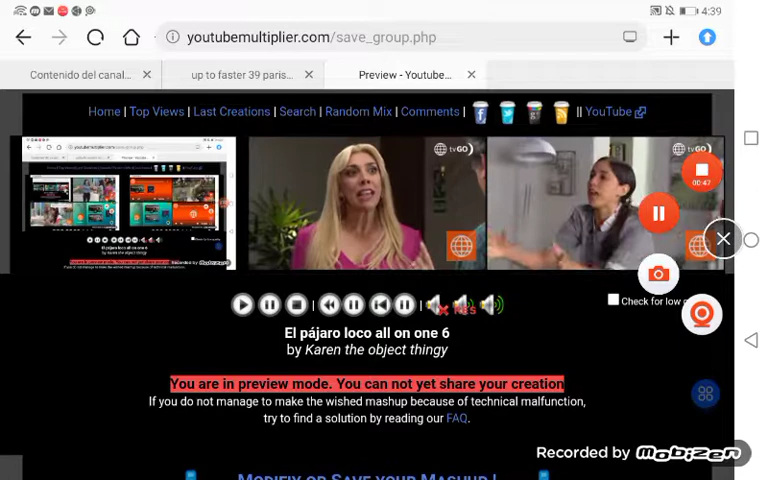 4:39
youtubemultiplier.com/save_group.php
Contenido del canal...
up to faster 39 paris...
Preview - Youtube...
Home | Top Views | Last Creations | Search | Random Mix | Comments | || YouTube
tvGO
tvGO
00:47
Check for low
El pájaro loco all on one 6
by Karen the object thingy
You are in preview mode. You can not yet share your creation
If you do not manage to make the wished mashup because of technical malfunction,
try to find a solution by reading our FAQ.
Recorded by mobizen
Modifiy or Save your Mashup !